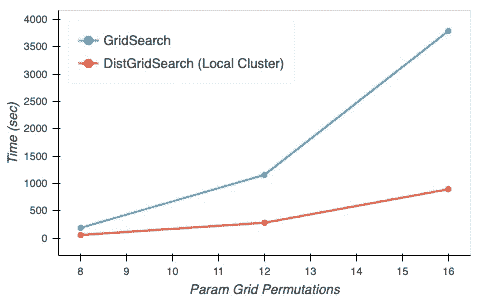 4000
3500
3000
2500
2000
1500
1000
500
0
Time (sec)
GridSearch
DistGridSearch (Local Cluster)
8 9 10 11 12 13 14 15 16
Param Grid Permutations